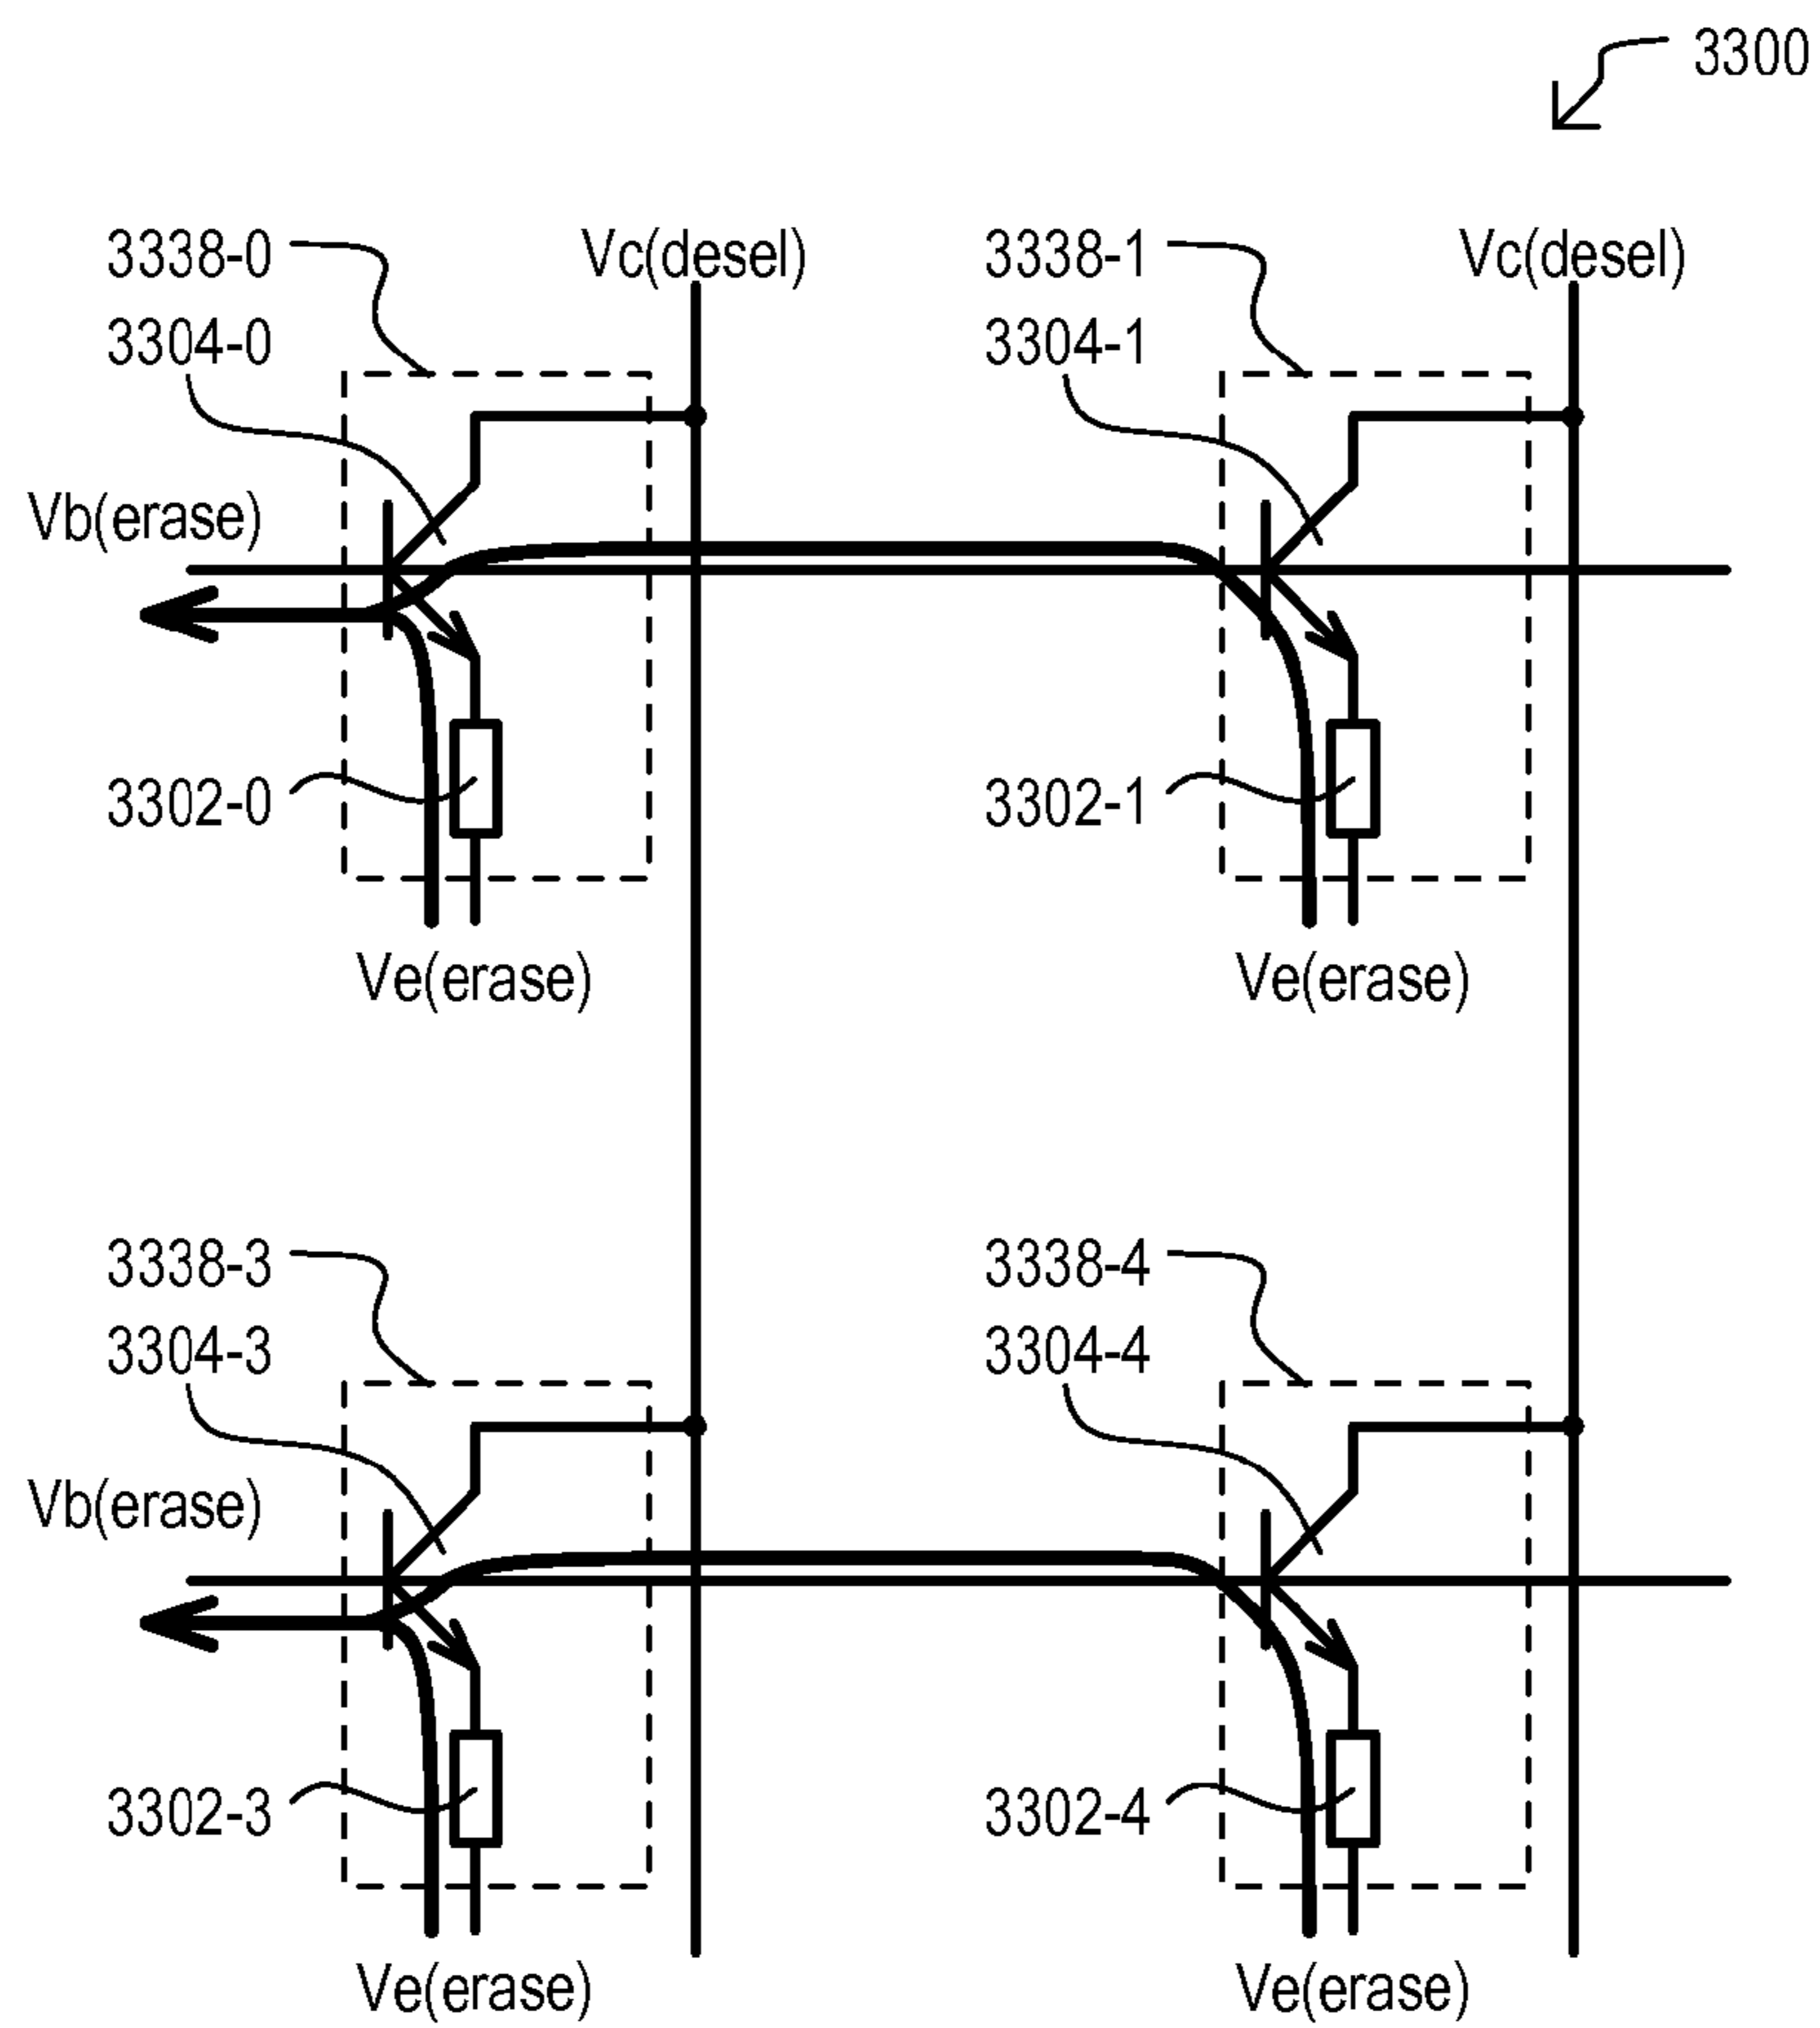 3300
3338-0 Vc(desel) 3338-1 Vc(desel)
3304-0 3304-1
Vb(erase)
3302-0 3302-1
Ve(erase) Ve(erase)
3338-3 3338-4
3304-3 3304-4
Vb(erase)
3302-3 3302-4
Ve(erase) Ve(erase)